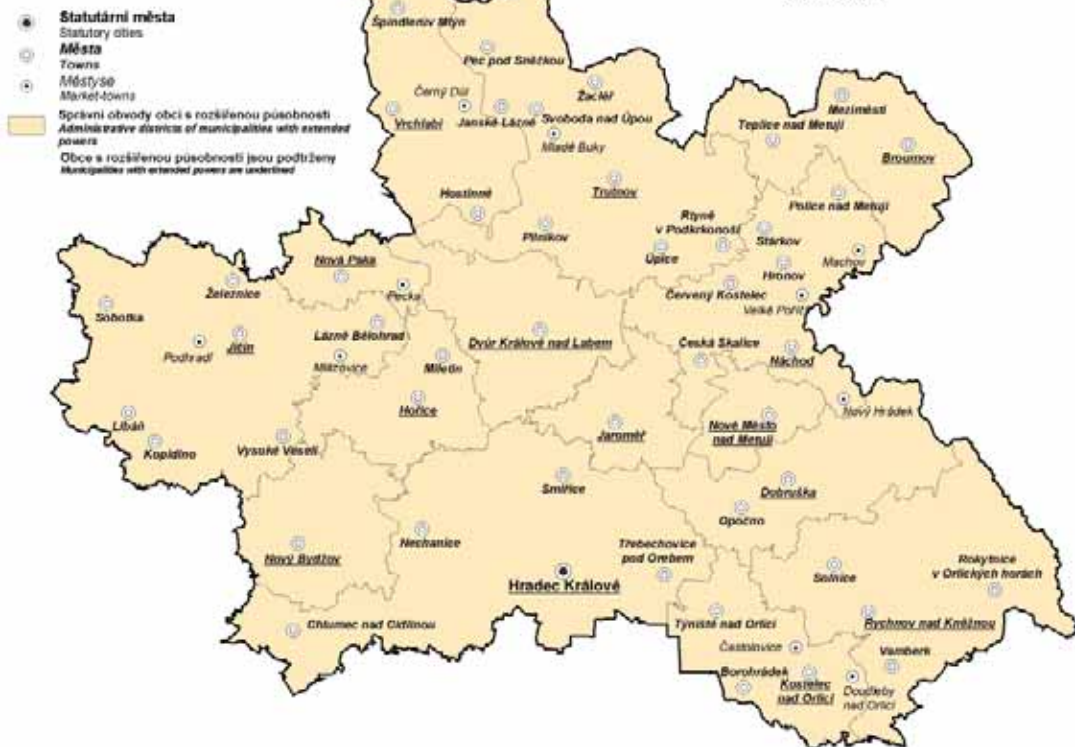 Statutární města
Statutory cities
Města
Towns
Městyse
Market-towns
Správní obvody obcí s rozšířenou působností
Administrative districts of municipalities with extended
powers
Obce s rozšířenou působností jsou podtrženy
Municipalities with extended powers are underlined
Špindlerův Mlýn
Pec pod Sněžkou
Černý Důl
Žacléř
Meziměstí
Vrchlabí
Janské Lázně
Svoboda nad Úpou
Teplice nad Metují
Mladé Buky
Broumov
Trutnov
Hostinné
Police nad Metují
Rtyně
v Podkrkonoší
Pilníkov
Stárkov
Úpice
Machov
Nová Paka
Hronov
Pecka
Železnice
Červený Kostelec
Velké Poříčí
Sobotka
Lázně Bělohrad
Podhradí
Jičín
Dvůr Králové nad Labem
Česká Skalice
Miletín
Náchod
Hořice
Nový Hrádek
Libáň
Jaroměř
Nové Město
nad Metují
Kopidlno
Vysoké Veselí
Smiřice
Dobruška
Opočno
Nechanice
Třebechovice
pod Orebem
Nový Bydžov
Rokytnice
v Orlických horách
Solnice
Hradec Králové
Chlumec nad Cidlinou
Týniště nad Orlicí
Rychnov nad Kněžnou
Častolovice
Vamberk
Borohrádek
Kostelec
nad Orlicí
Doudleby
nad Orlicí